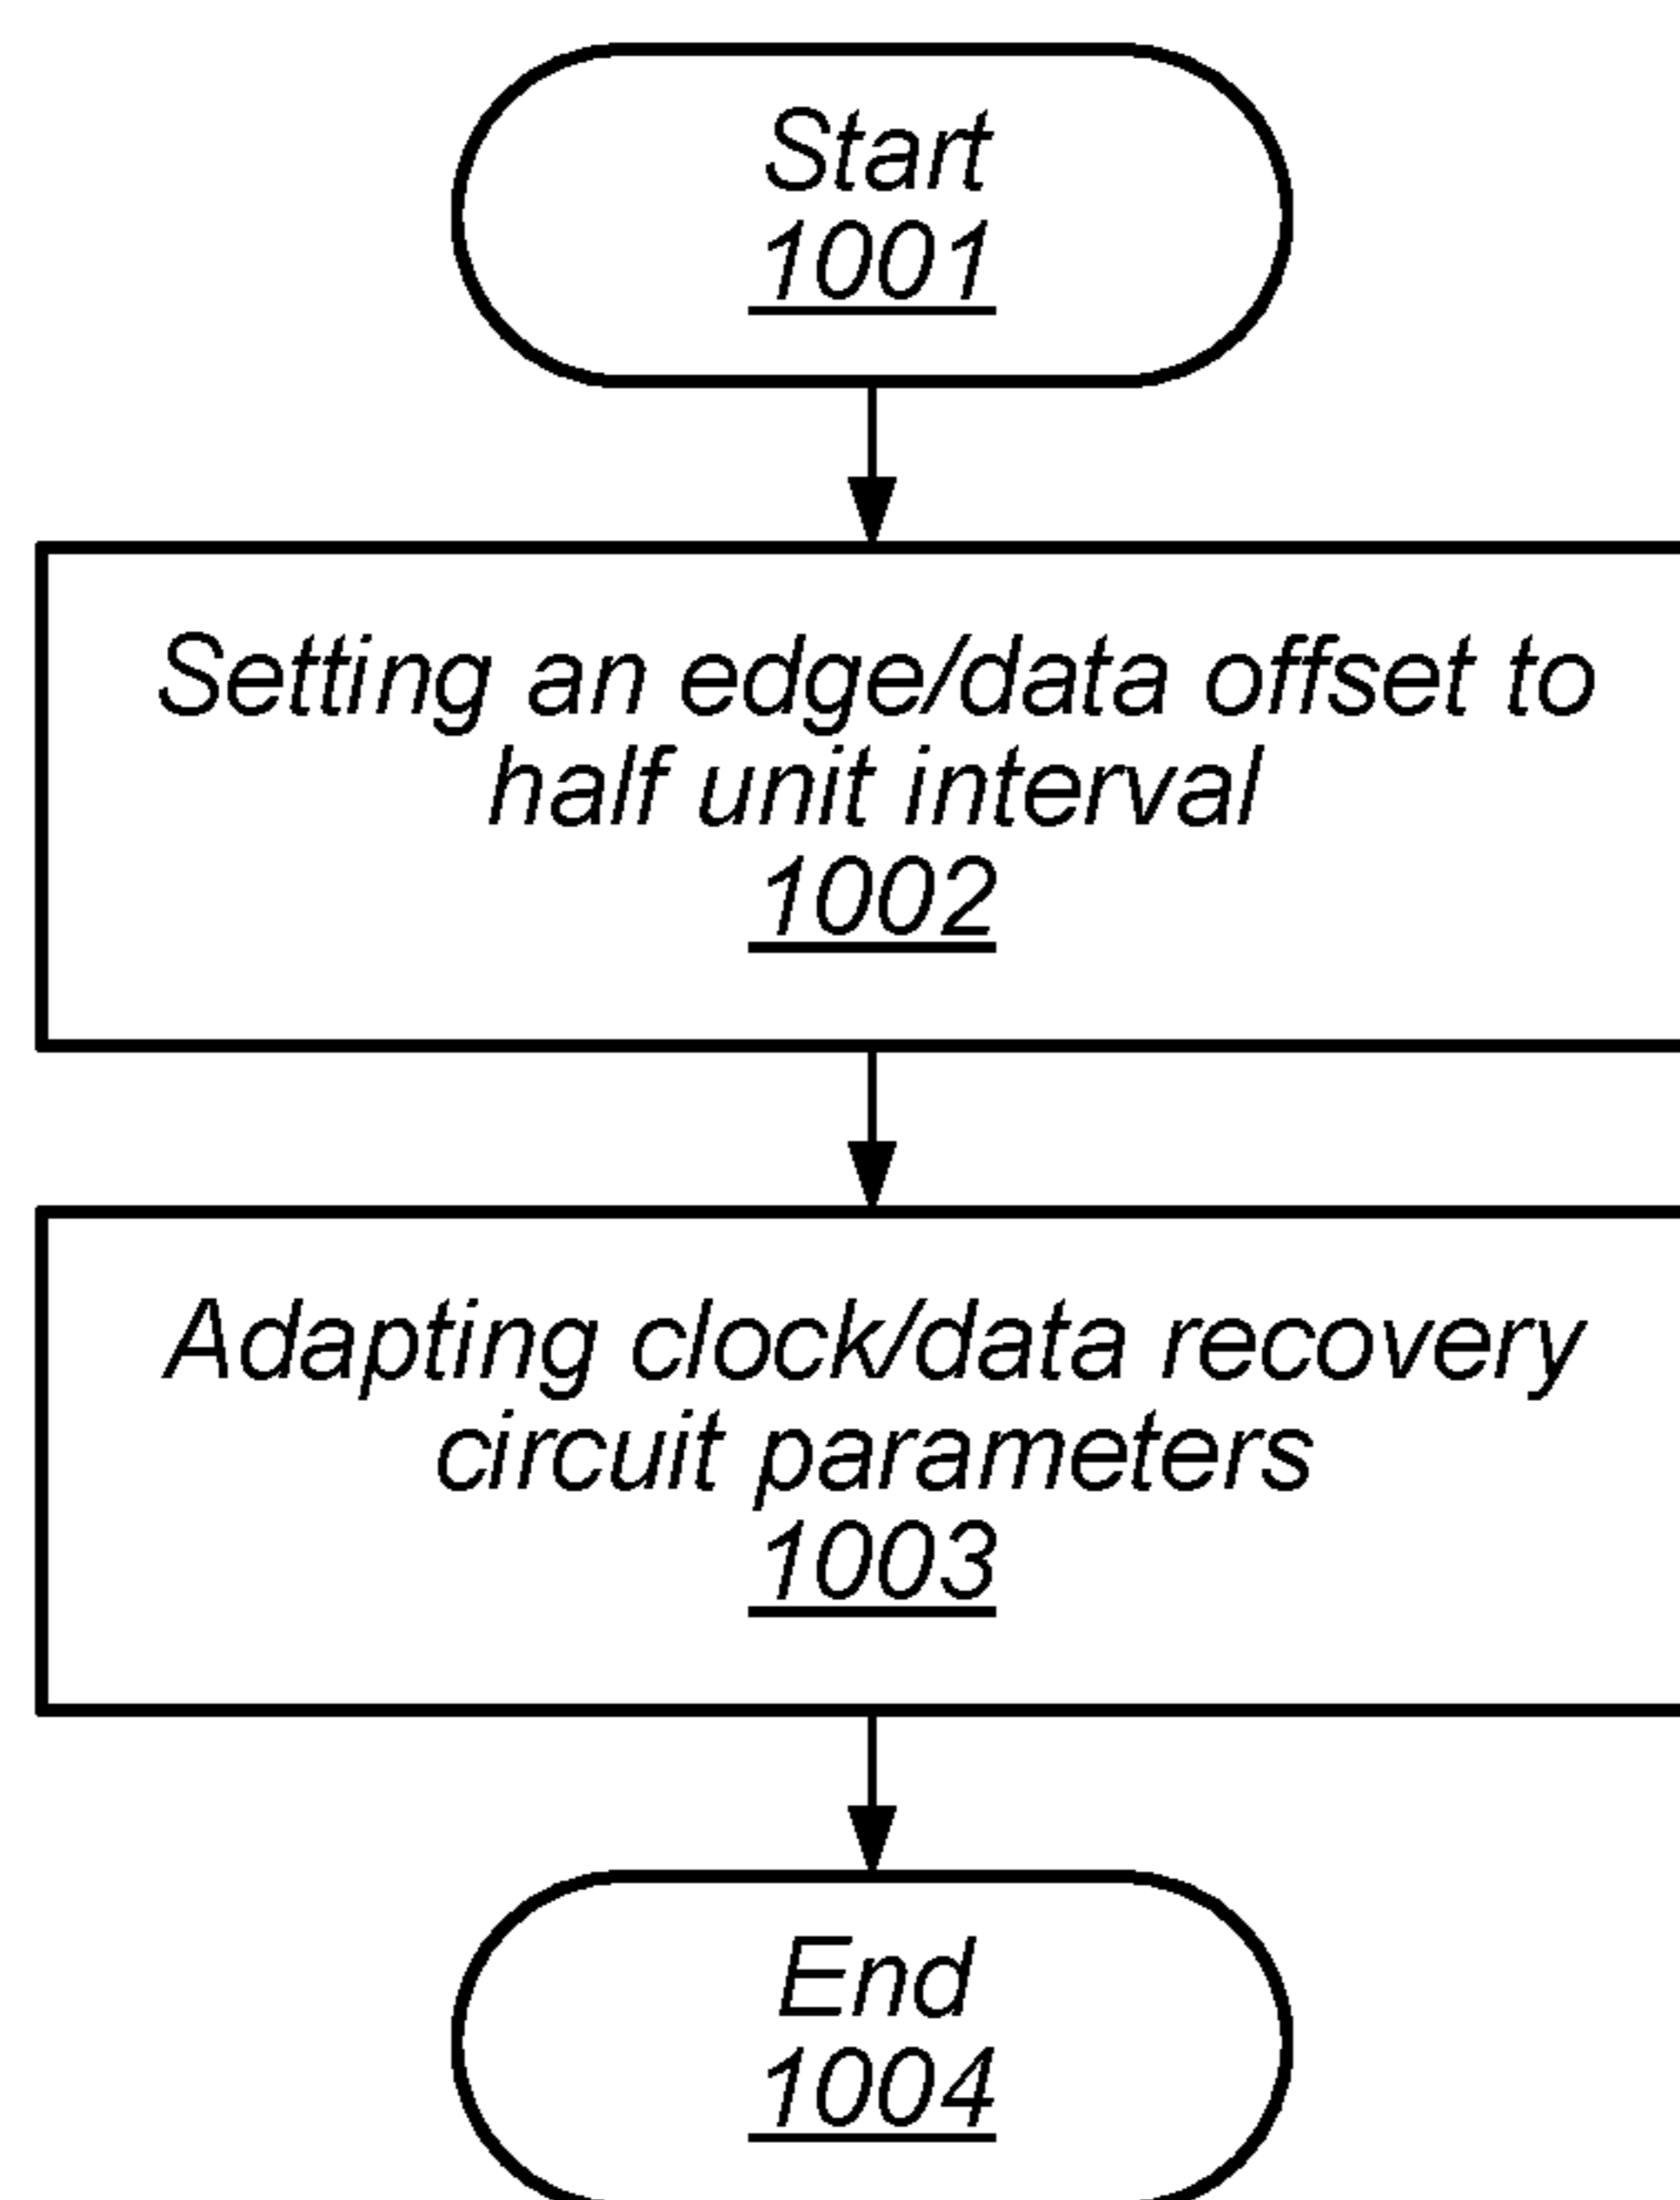 Start
1001
Setting an edge/data offset to
half unit interval
1002
Adapting clock/data recovery
circuit parameters
1003
End
1004